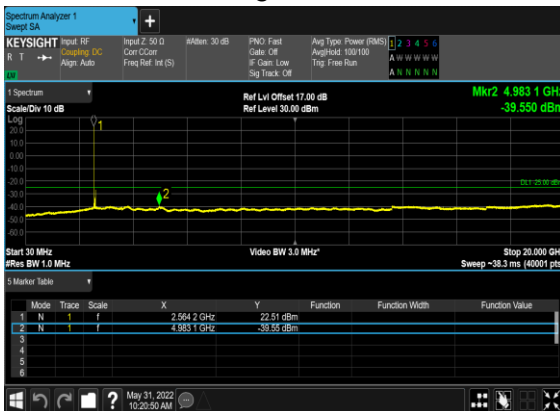 Spectrum Analyzer 1
Swept SA
KEYSIGHT Input: RF Input Z: 50 Ω #Atten: 30 dB PNO: Fast Avg Type: Power (RMS) 1 2 3 4 5 6
R T Coupling: DC Corr CCorr Gate: Off Avg|Hold: 100/100 A W W W W W
Align: Auto Freq Ref: Int (S) IF Gain: Low Trig: Free Run
LV Sig Track: Off A N N N N N
1 Spectrum Ref Lvl Offset 17.00 dB Mkr2 4.983 1 GHz
Scale/Div 10 dB Ref Level 30.00 dBm -39.550 dBm
Log
20.0
10.0
0.00
-10.0
-20.0
-30.0
-40.0
-50.0
-60.0
1
2
DL1 -25.00 dBm
Start 30 MHz Video BW 3.0 MHz* Stop 20.000 GHz
#Res BW 1.0 MHz Sweep ~38.3 ms (40001 pts)
5 Marker Table
Mode Trace Scale X Y Function Function Width Function Value
1 N 1 f 2.564 2 GHz 22.51 dBm
2 N 1 f 4.983 1 GHz -39.55 dBm
3
4
5
6
? May 31, 2022
10:20:50 AM